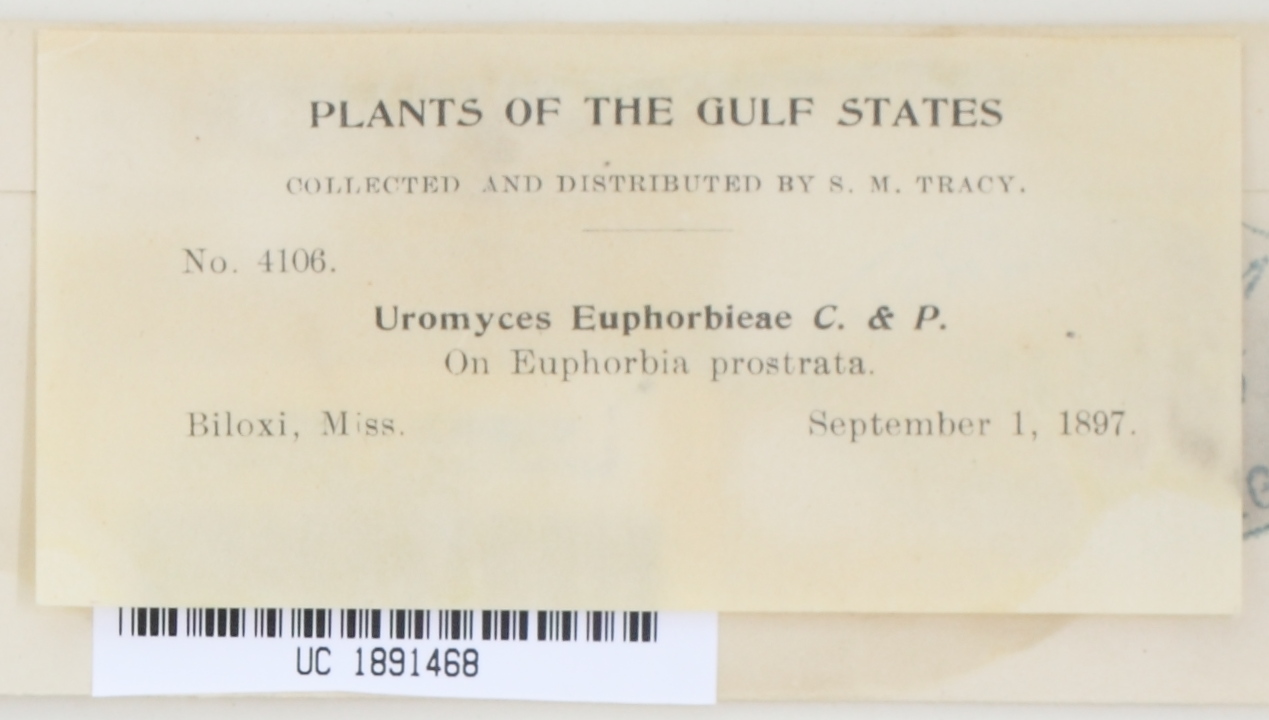 PLANTS OF THE GULF STATES
COLLECTED AND DISTRIBUTED BY S. M. TRACY.
No. 4106.
Uromyces Euphorbieae C. & P.
On Euphorbia prostrata.
Biloxi, Miss. September 1, 1897.
UC 1891468